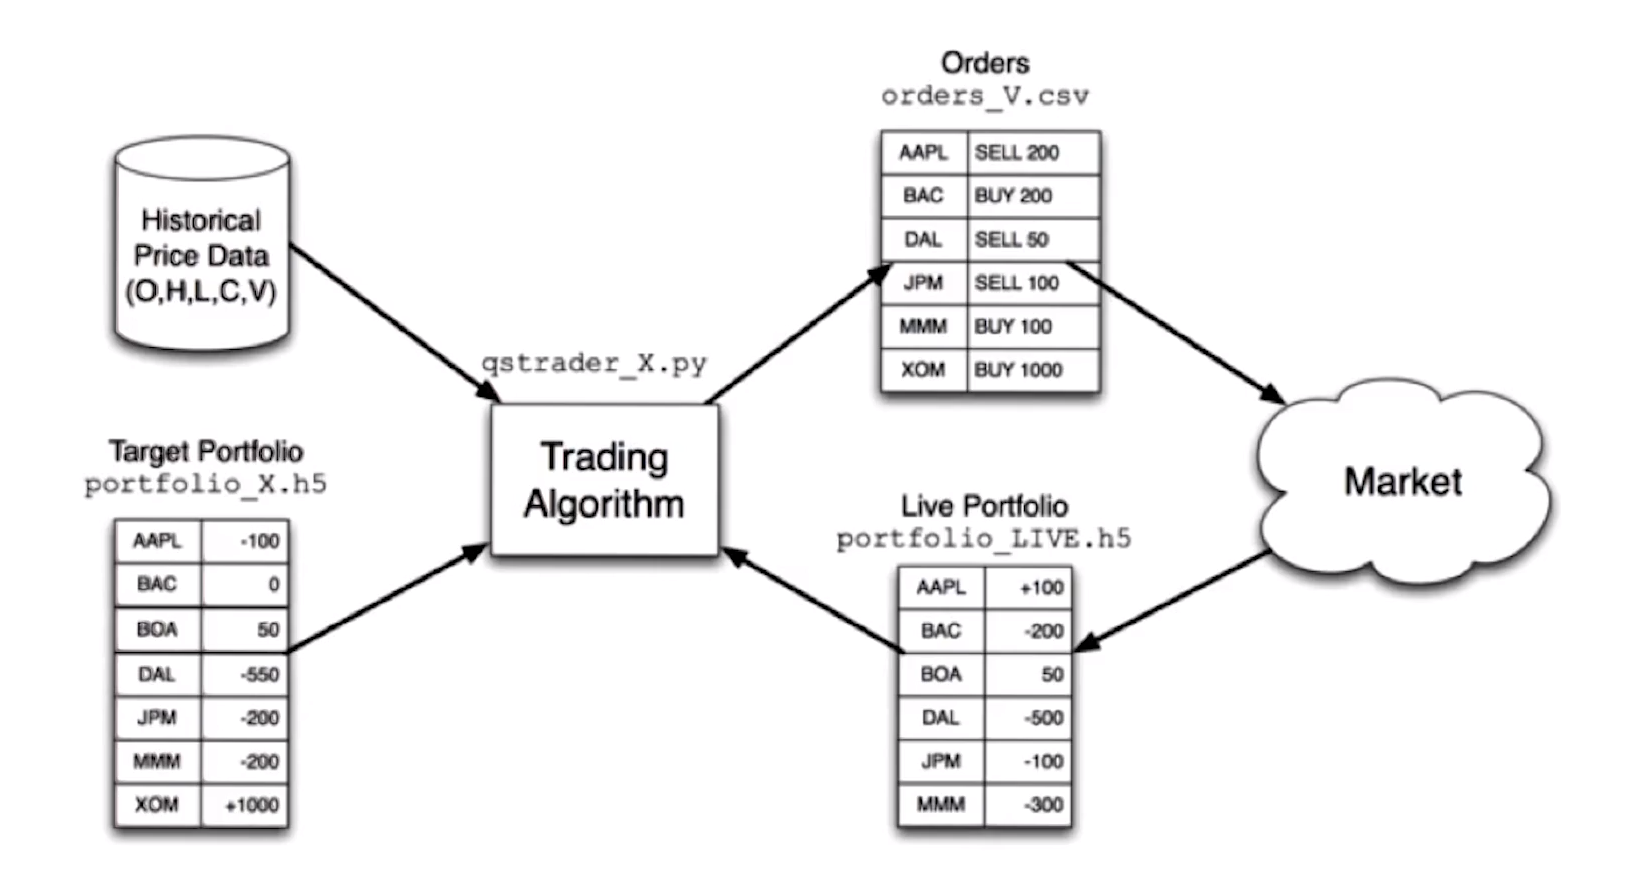 Orders
orders_V.csv
AAPL SELL 200
BAC BUY 200
DAL SELL 50
JPM SELL 100
MMM BUY 100
XOM BUY 1000
Historical
Price Data
(O,H,L,C,V)
qstrader_X.py
Trading
Algorithm
Target Portfolio
portfolio_X.h5
AAPL -100
BAC 0
BOA 50
DAL -550
JPM -200
MMM -200
XOM +1000
Live Portfolio
portfolio_LIVE.h5
AAPL +100
BAC -200
BOA 50
DAL -500
JPM -100
MMM -300
Market